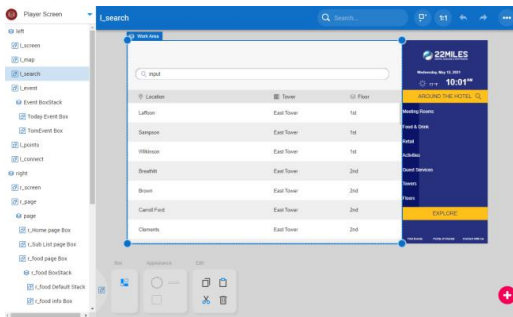 Player Screen
l_search
Search...
1:1
left
l_screen
l_map
l_search
l_event
Event BoxStack
Today Event Box
TomEvent Box
l_points
l_connect
right
r_screen
r_page
page
r_Home page Box
r_Sub List page Box
r_food page Box
r_food BoxStack
r_food Default Stack
r_food info Box
Work Area
input
Location Tower Floor
Laffoon East Tower 1st
Sampson East Tower 1st
Wilkinson East Tower 1st
Breathitt East Tower 2nd
Brown East Tower 2nd
Carroll Ford East Tower 2nd
Clements East Tower 2nd
22MILES
Wednesday, May 12, 2021
10:01
AROUND THE HOTEL
Meeting Rooms
Food & Drink
Retail
Activities
Guest Services
Towers
Floors
EXPLORE
Box Appearance Edit